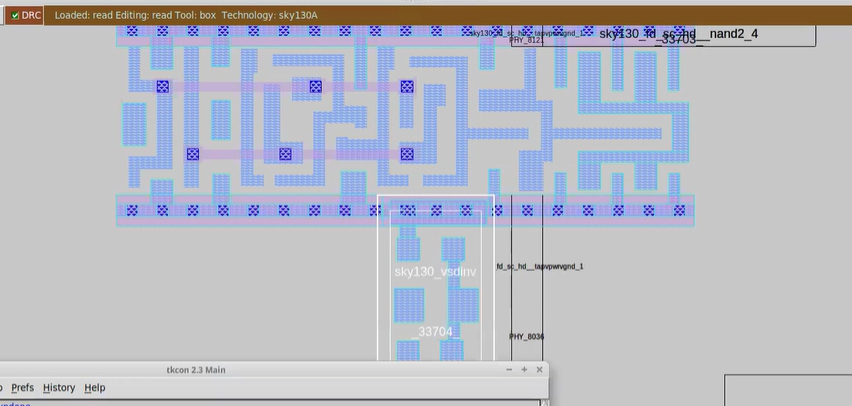 DRC Loaded: read Editing: read Tool: box Technology: sky130A
sky130_fd_sc_hd__nand2_4
_33703_
PHY_8121
fd_sc_hd__tapvpwrvgnd_1
sky130_vsdinv
_33704_
PHY_8036
tkcon 2.3 Main
Prefs History Help